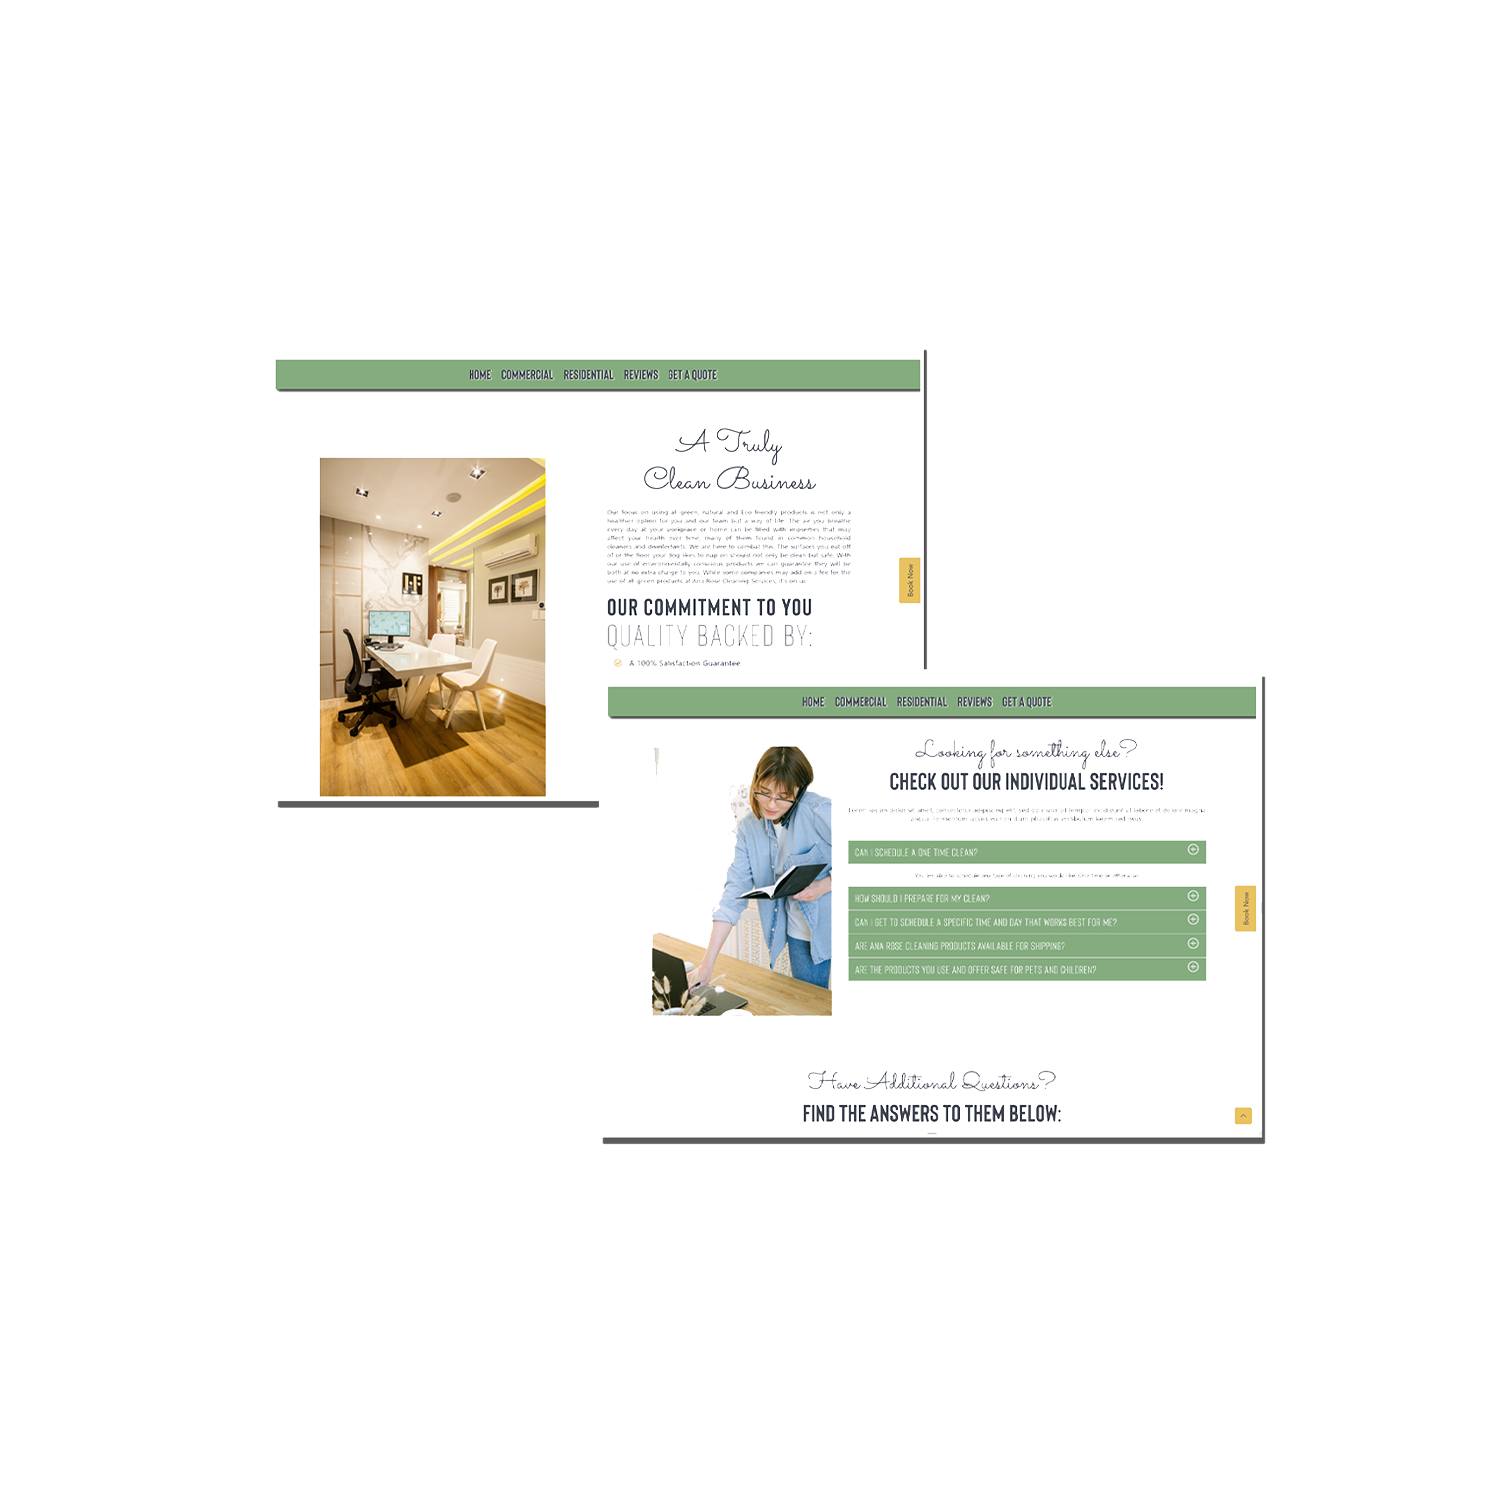 HOME COMMERCIAL RESIDENTIAL REVIEWS GET A QUOTE
A Truly
Clean Business
Our focus on using all green, natural and Eco-friendly products is not only a
healthier option for you and our team but a way of life. The air you breathe
every day at your workplace or home can be filled with impurities that may
affect your health over time, many of them found in common household
cleaners and disinfectants. We are here to combat this. The surfaces you eat off
of or the floor your dog likes to nap on should not only be clean but safe. With
our use of environmentally conscious products we can guarantee they will be
both at no extra charge to you. While some companies may add on a fee for the
use of all-green products at Ana Rose Cleaning Services, it's on us.
Book Now
OUR COMMITMENT TO YOU
QUALITY BACKED BY:
A 100% Satisfaction Guarantee
HOME COMMERCIAL RESIDENTIAL REVIEWS GET A QUOTE
Looking for something else?
CHECK OUT OUR INDIVIDUAL SERVICES!
CAN I SCHEDULE A ONE TIME CLEAN?
HOW SHOULD I PREPARE FOR MY CLEAN?
CAN I GET TO SCHEDULE A SPECIFIC TIME AND DAY THAT WORKS BEST FOR ME?
ARE ANA ROSE CLEANING PRODUCTS AVAILABLE FOR SHIPPING?
ARE THE PRODUCTS YOU USE AND OFFER SAFE FOR PETS AND CHILDREN?
Book Now
Have Additional Questions?
FIND THE ANSWERS TO THEM BELOW: